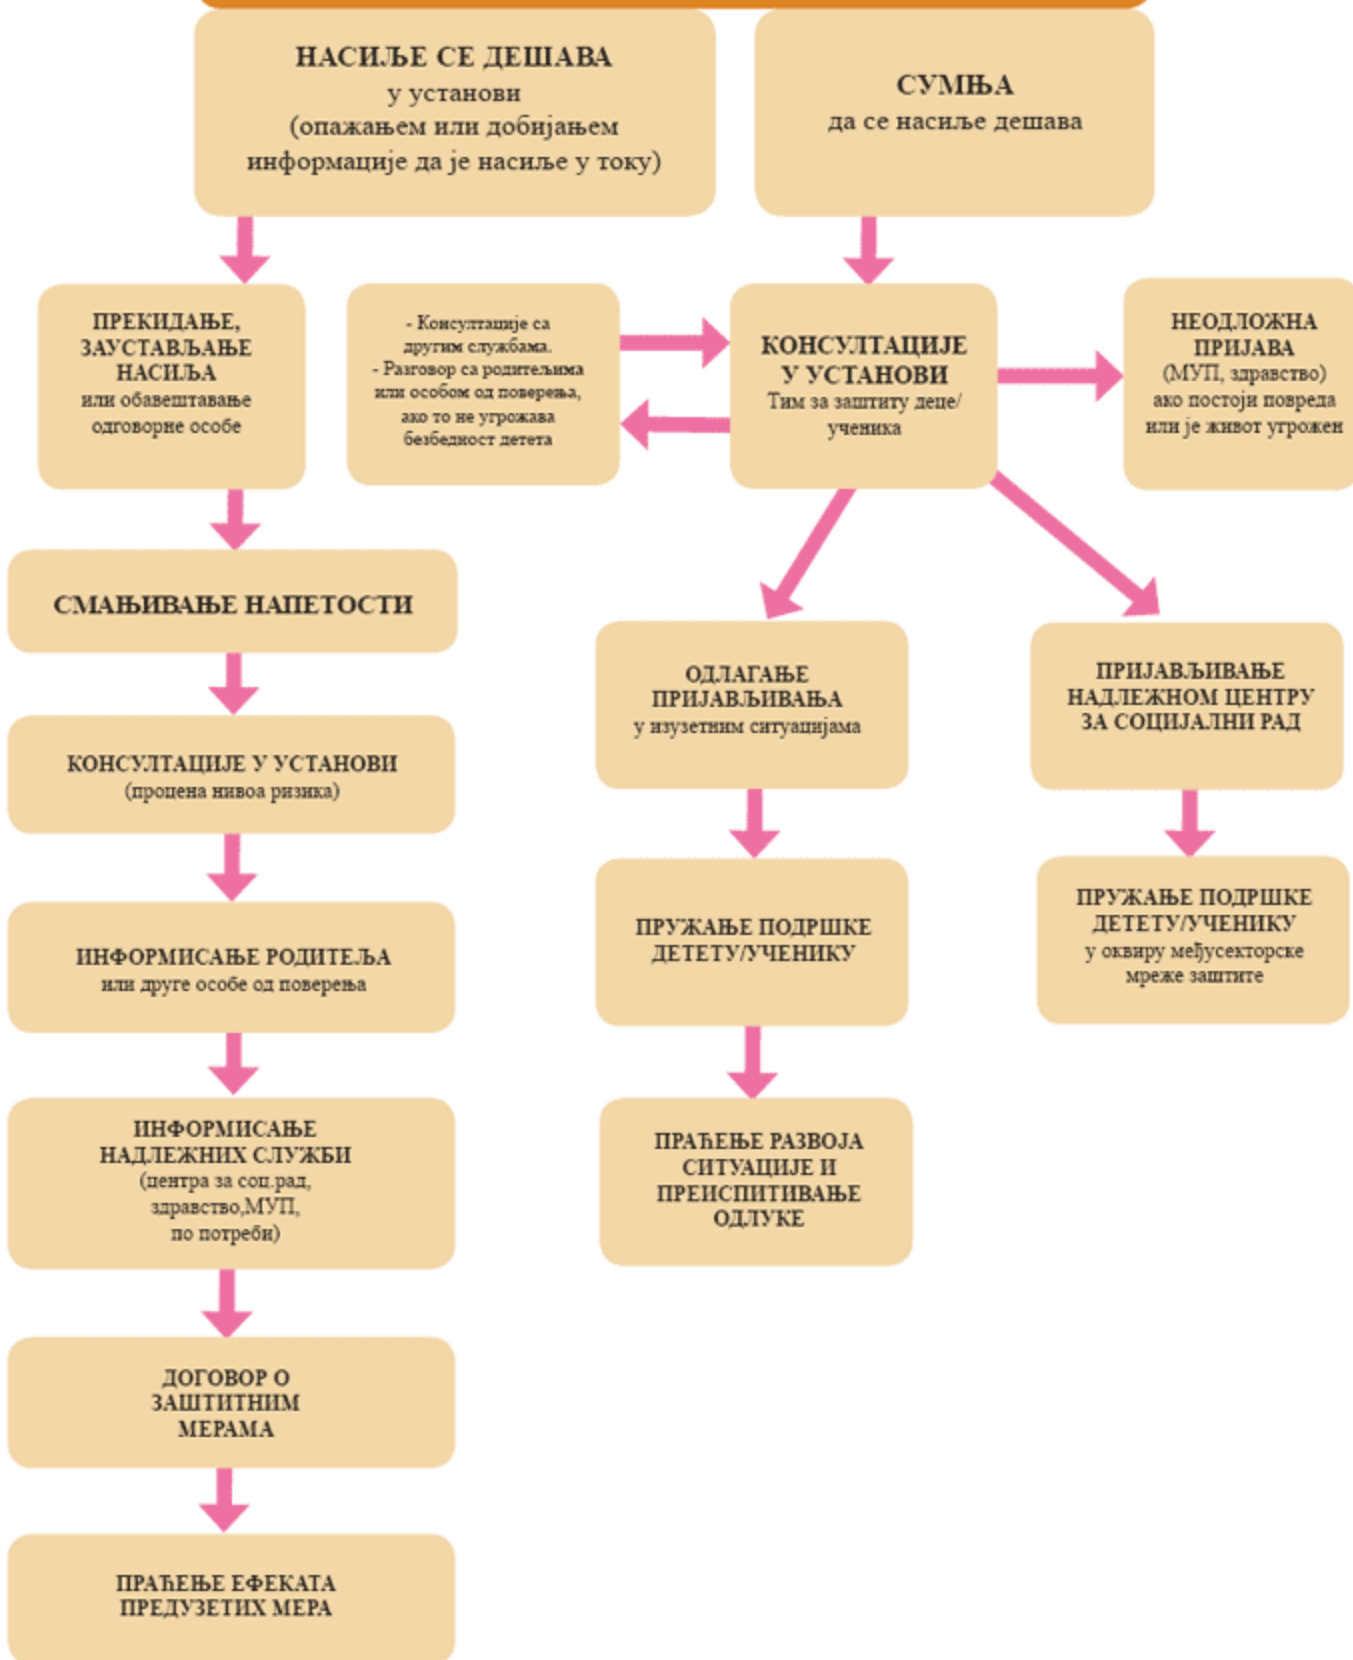 НАСИЉЕ СЕ ДЕШАВА
у установи
(опажањем или добијањем
информације да је насиље у току)
СУМЊА
да се насиље дешава
ПРЕКИДАЊЕ,
ЗАУСТАВЉАЊЕ
НАСИЉА
или обавештавање
одговорне особе
- Консултације са
другим службама.
- Разговор са родитељима
или особом од поверења,
ако то не угрожава
безбедност детета
КОНСУЛТАЦИЈЕ
У УСТАНОВИ
Тим за заштиту деце/
ученика
НЕОДЛОЖНА
ПРИЈАВА
(МУП, здравство)
ако постоји повреда
или је живот угрожен
СМАЊИВАЊЕ НАПЕТОСТИ
КОНСУЛТАЦИЈЕ У УСТАНОВИ
(процена нивоа ризика)
ИНФОРМИСАЊЕ РОДИТЕЉА
или друге особе од поверења
ИНФОРМИСАЊЕ
НАДЛЕЖНИХ СЛУЖБИ
(центра за соц.рад,
здравство,МУП,
по потреби)
ДОГОВОР О
ЗАШТИТНИМ
МЕРАМА
ПРАЋЕЊЕ ЕФЕКАТА
ПРЕДУЗЕТИХ МЕРА
ОДЛАГАЊЕ
ПРИЈАВЉИВАЊА
у изузетним ситуацијама
ПРУЖАЊЕ ПОДРШКЕ
ДЕТЕТУ/УЧЕНИКУ
ПРАЋЕЊЕ РАЗВОЈА
СИТУАЦИЈЕ И
ПРЕИСПИТИВАЊЕ
ОДЛУКЕ
ПРИЈАВЉИВАЊЕ
НАДЛЕЖНОМ ЦЕНТРУ
ЗА СОЦИЈАЛНИ РАД
ПРУЖАЊЕ ПОДРШКЕ
ДЕТЕТУ/УЧЕНИКУ
у оквиру међусекторске
мреже заштите